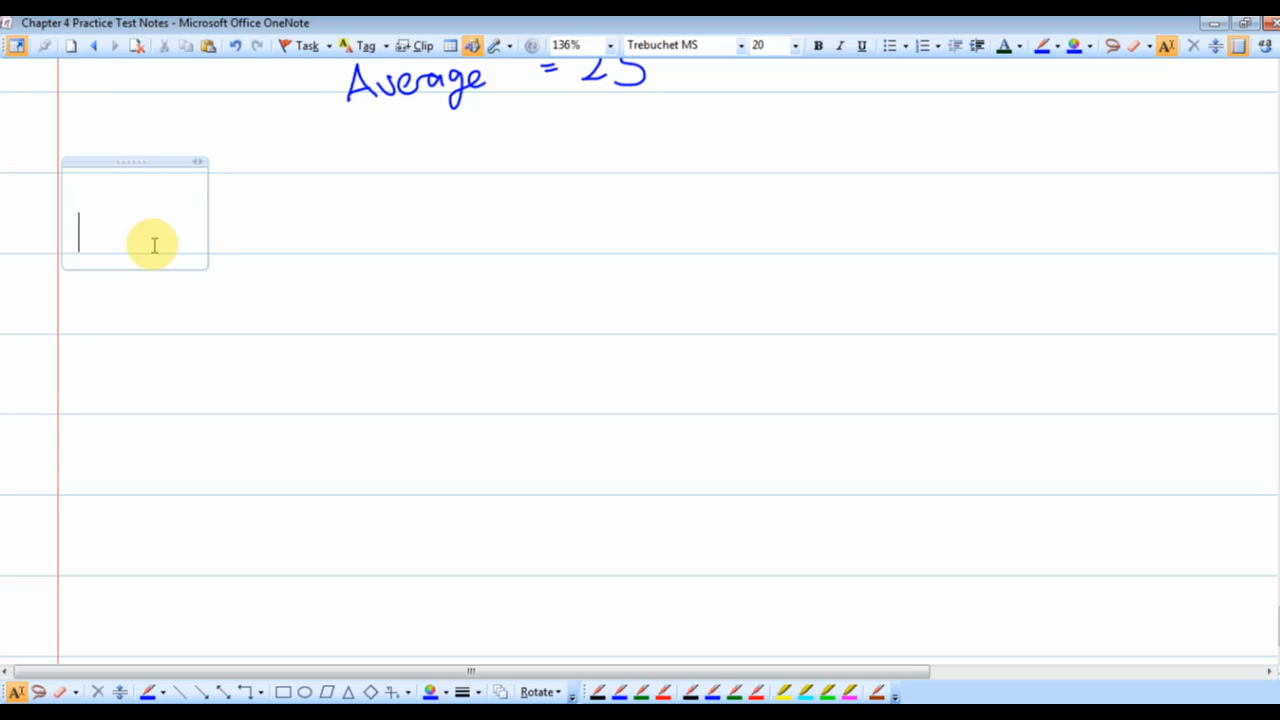 Chapter 4 Practice Test Notes - Microsoft Office OneNote
Task Tag Clip 136% Trebuchet MS 20 B I U A A
Average = 25
A Rotate